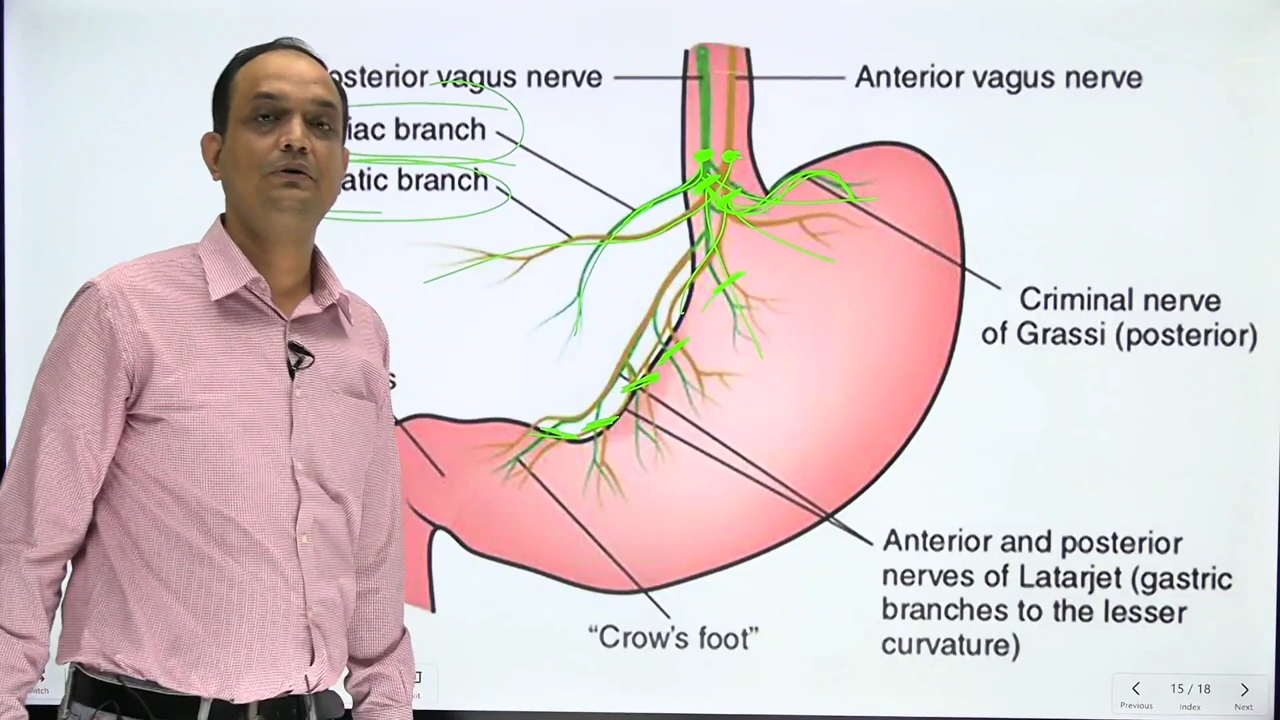 osterior vagus nerve
Anterior vagus nerve
iac branch
atic branch
Criminal nerve
of Grassi (posterior)
s
Anterior and posterior
nerves of Latarjet (gastric
branches to the lesser
curvature)
“Crow’s foot”
15 / 18
Previous
Index
Next